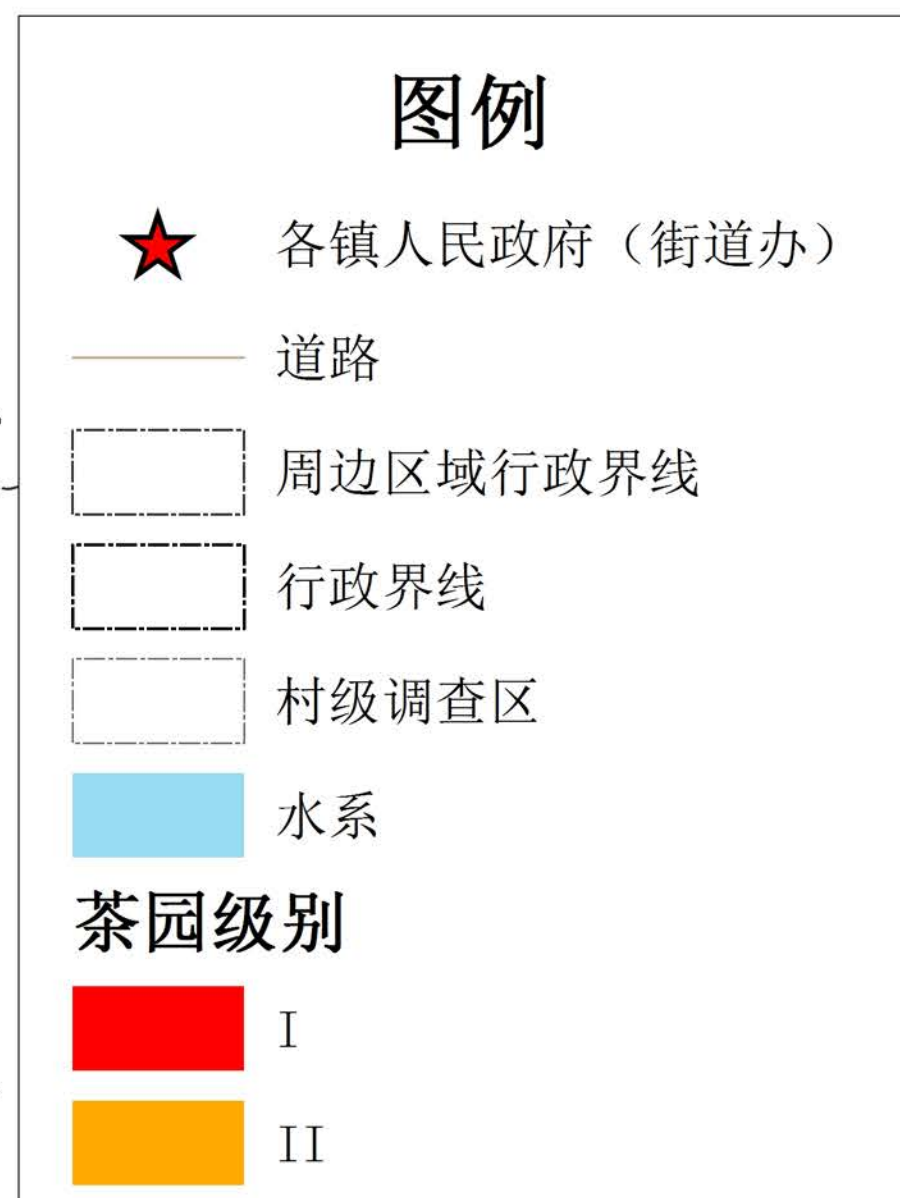 图例
各镇人民政府（街道办）
道路
周边区域行政界线
行政界线
村级调查区
水系
茶园级别
I
II